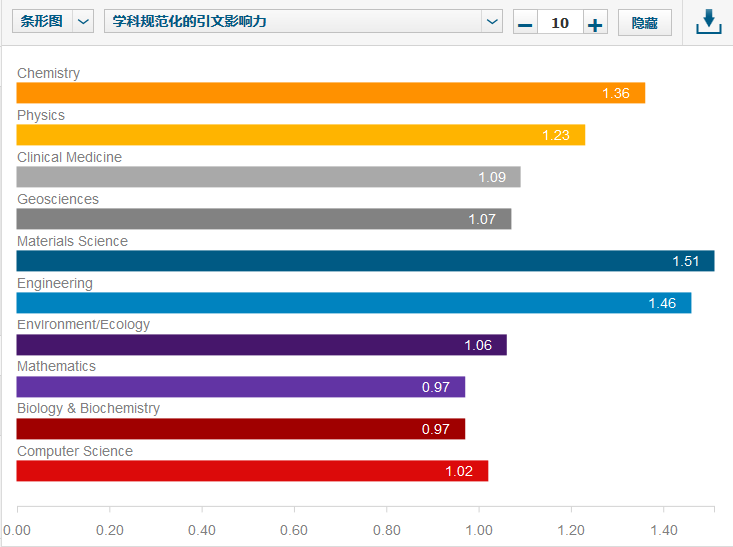 条形图 学科规范化的引文影响力 10 隐藏
Chemistry
1.36
Physics
1.23
Clinical Medicine
1.09
Geosciences
1.07
Materials Science
1.51
Engineering
1.46
Environment/Ecology
1.06
Mathematics
0.97
Biology & Biochemistry
0.97
Computer Science
1.02
0.00 0.20 0.40 0.60 0.80 1.00 1.20 1.40